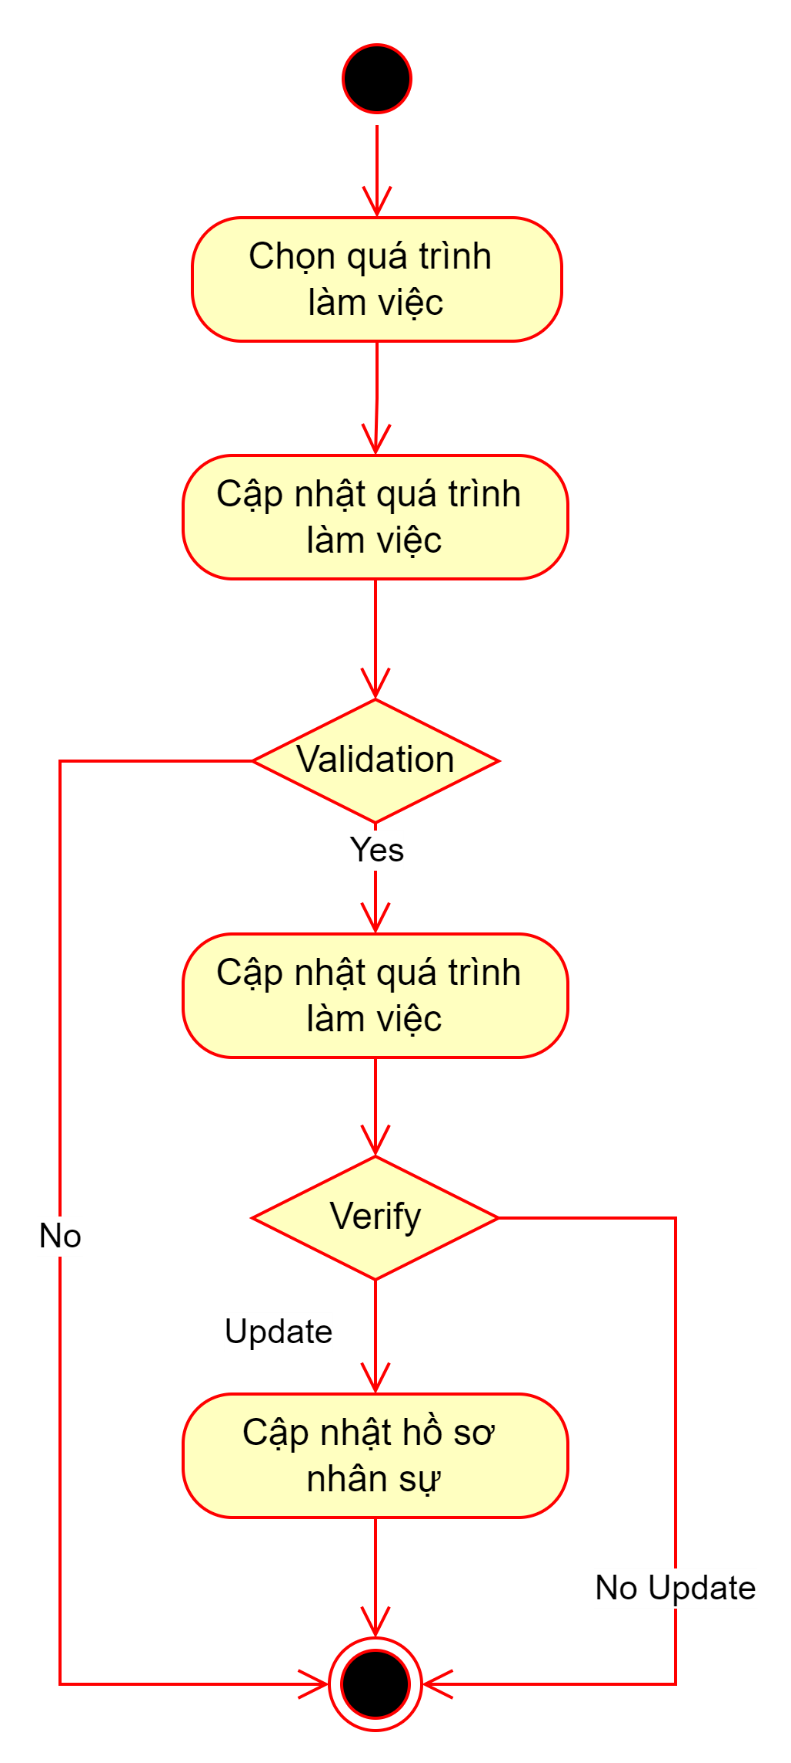 Chọn quá trình
làm việc
Cập nhật quá trình
làm việc
Validation
Yes
Cập nhật quá trình
làm việc
Verify
No
Update
Cập nhật hồ sơ
nhân sự
No Update